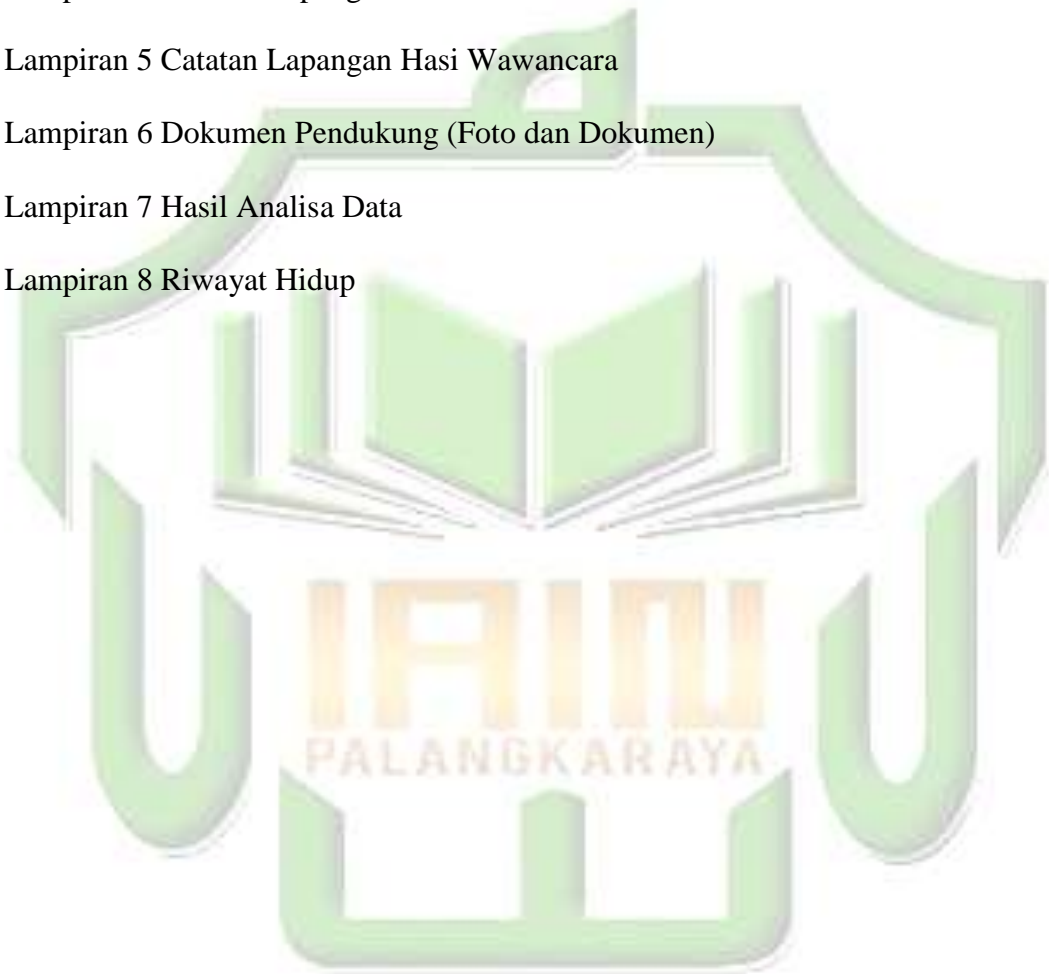 Lampiran 5 Catatan Lapangan Hasi Wawancara
Lampiran 6 Dokumen Pendukung (Foto dan Dokumen)
Lampiran 7 Hasil Analisa Data
Lampiran 8 Riwayat Hidup
IAIN
PALANGKARAYA